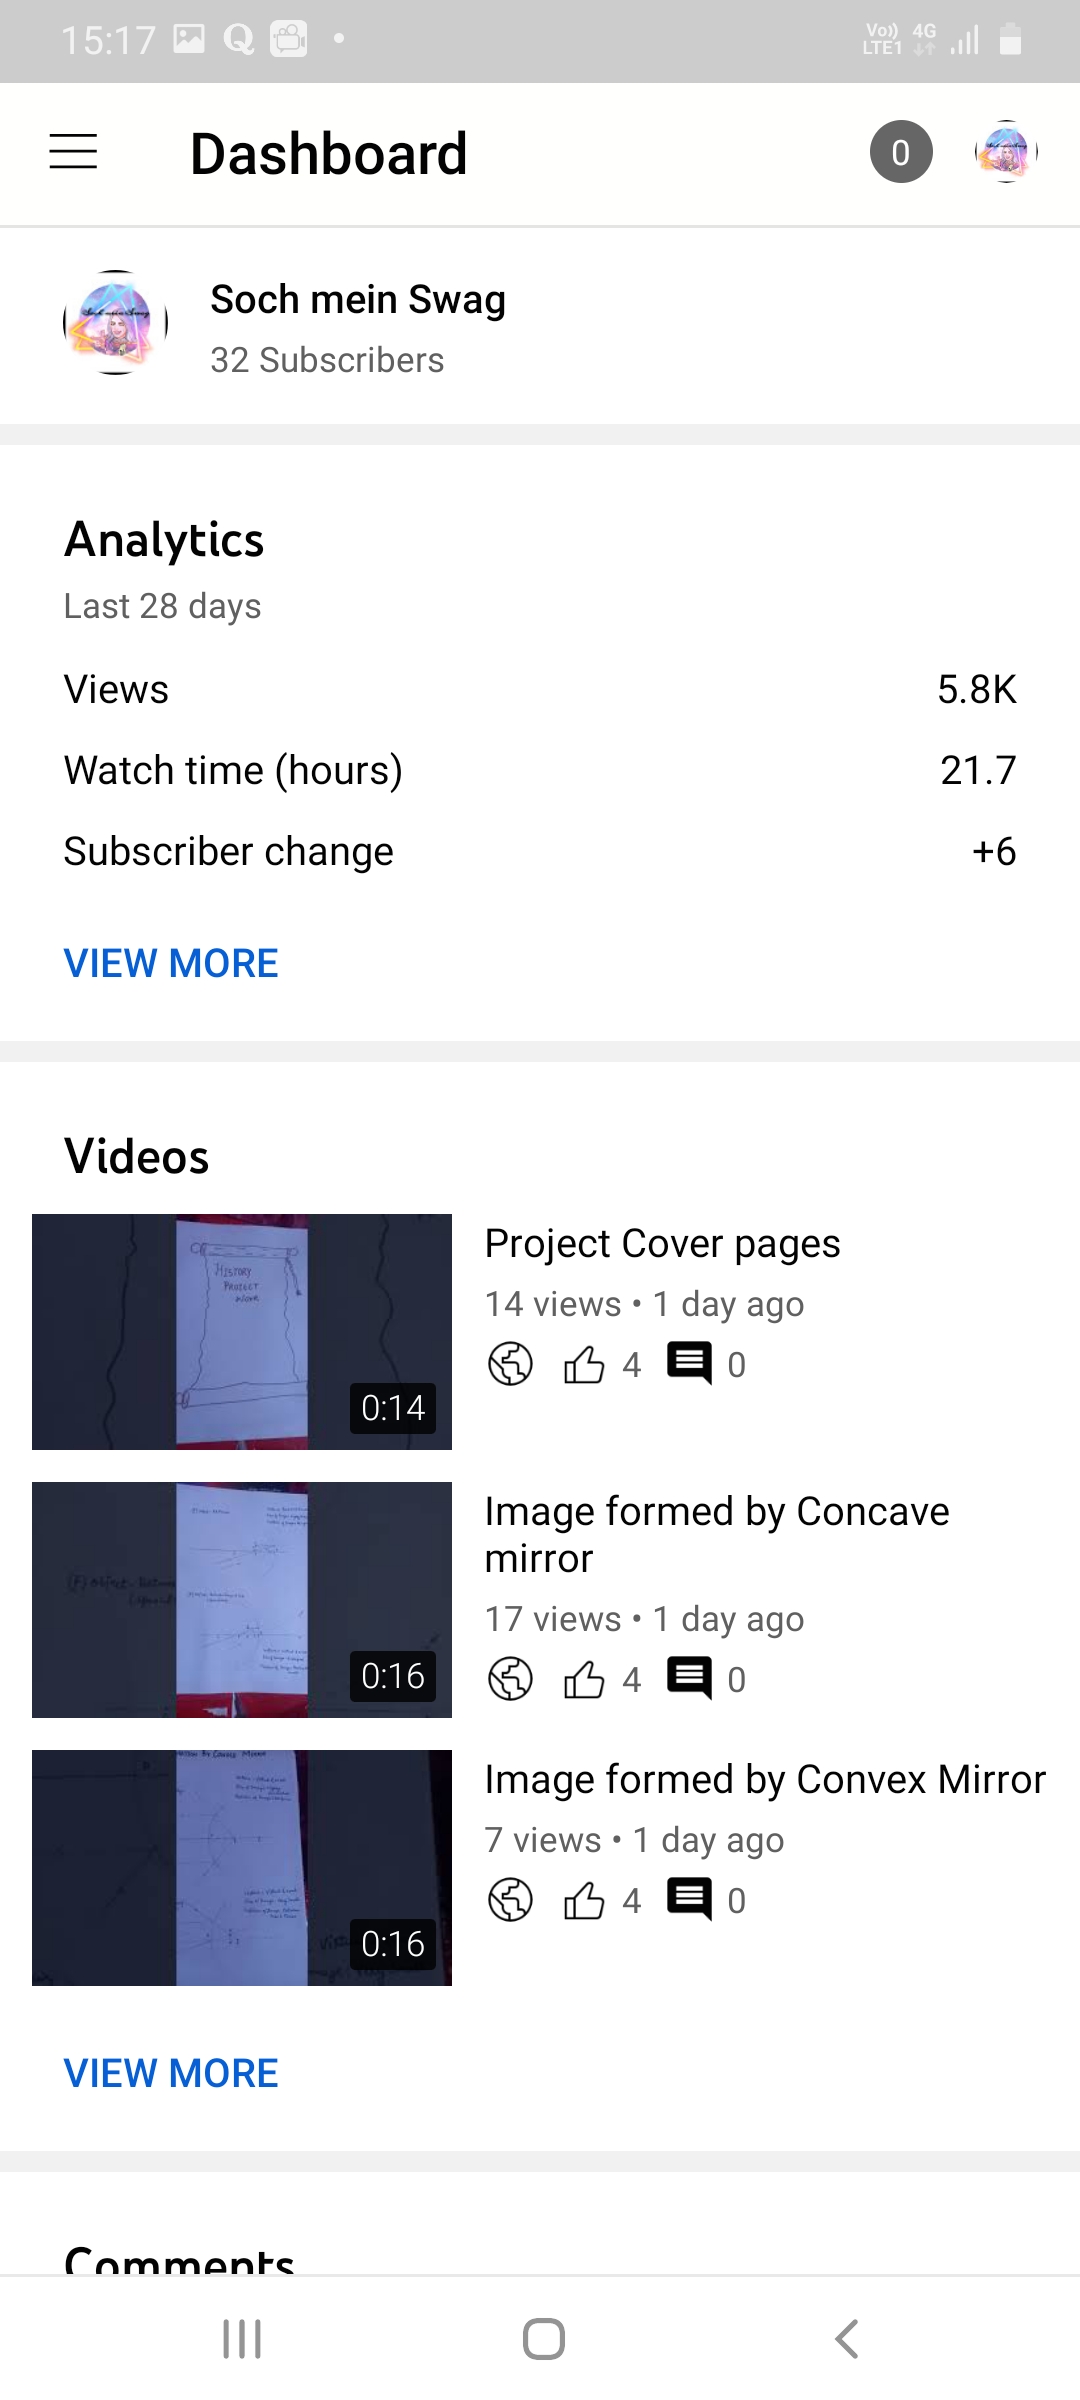 15:17
Vo)) 4G
LTE1
Dashboard
0
Soch mein Swag
32 Subscribers
Analytics
Last 28 days
Views 5.8K
Watch time (hours) 21.7
Subscriber change +6
VIEW MORE
Videos
HISTORY
PROJECT
WORK
0:14
Project Cover pages
14 views • 1 day ago
4 0
0:16
Image formed by Concave
mirror
17 views • 1 day ago
4 0
0:16
Image formed by Convex Mirror
7 views • 1 day ago
4 0
VIEW MORE
Comments